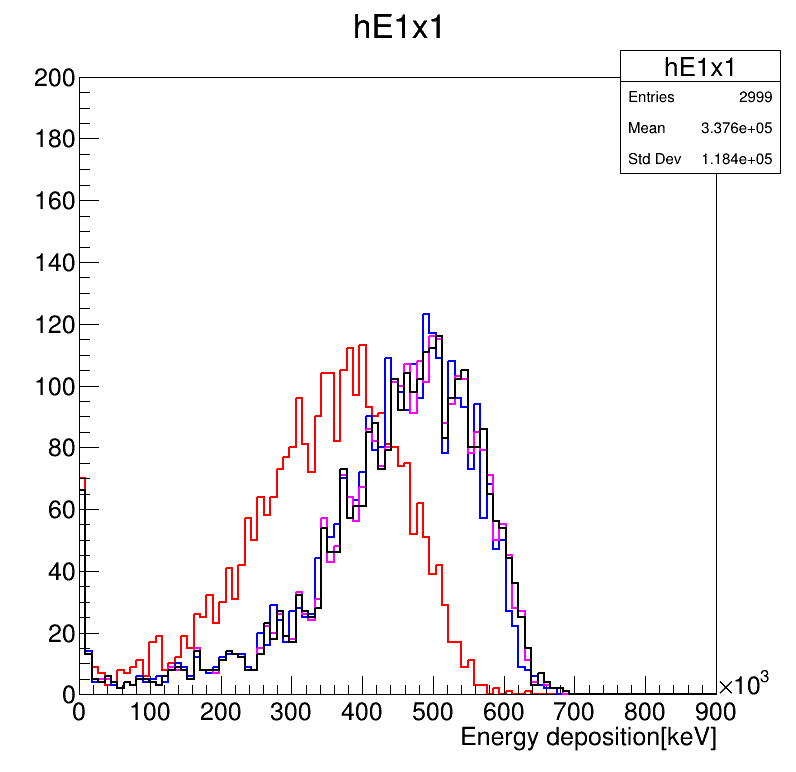 hE1x1
hE1x1
Entries 2999
Mean 3.376e+05
Std Dev 1.184e+05
200
180
160
140
120
100
80
60
40
20
0
0 100 200 300 400 500 600 700 800 900
×10³
Energy deposition[keV]